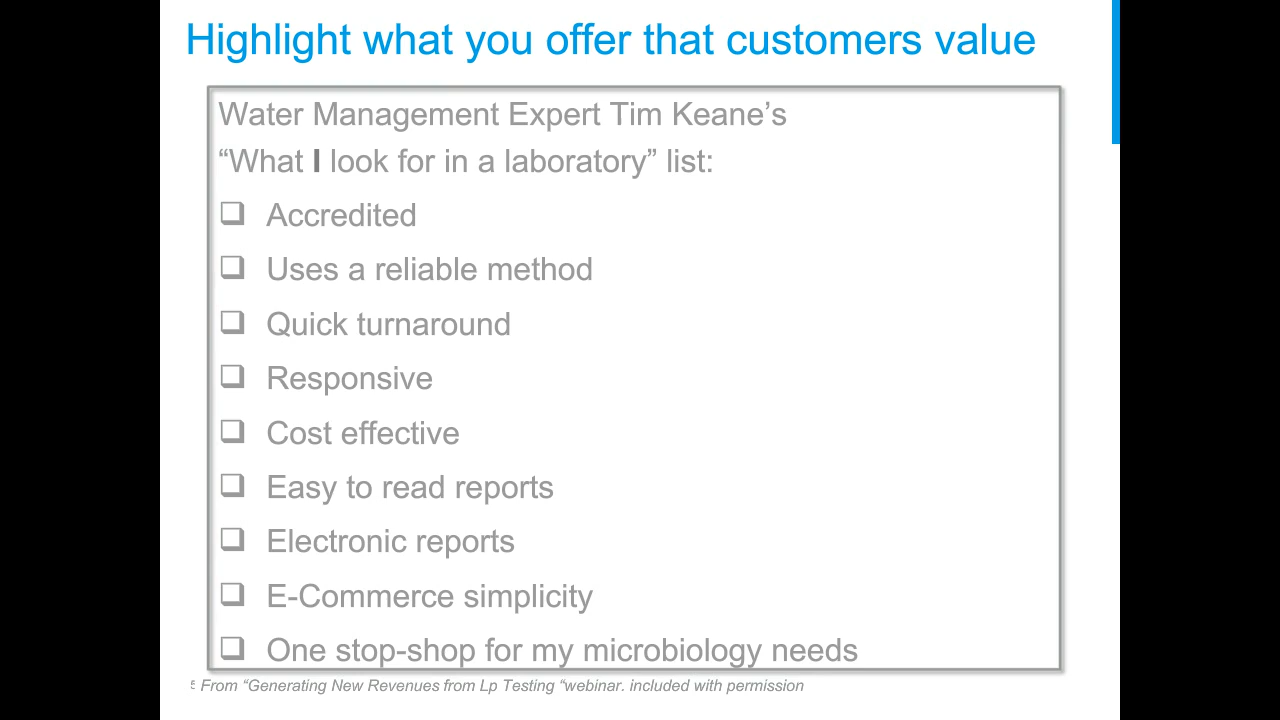 Highlight what you offer that customers value
Water Management Expert Tim Keane’s
“What I look for in a laboratory” list:
❑ Accredited
❑ Uses a reliable method
❑ Quick turnaround
❑ Responsive
❑ Cost effective
❑ Easy to read reports
❑ Electronic reports
❑ E-Commerce simplicity
❑ One stop-shop for my microbiology needs
From “Generating New Revenues from Lp Testing “webinar. included with permission